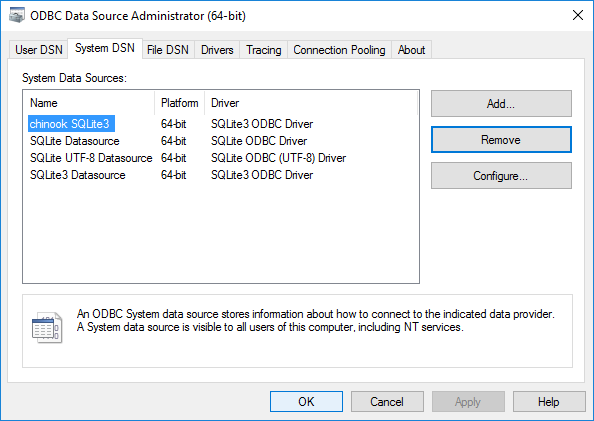 ODBC Data Source Administrator (64-bit)
User DSN System DSN File DSN Drivers Tracing Connection Pooling About
System Data Sources:
Name Platform Driver
chinook SQLite3 64-bit SQLite3 ODBC Driver
SQLite Datasource 64-bit SQLite ODBC Driver
SQLite UTF-8 Datasource 64-bit SQLite ODBC (UTF-8) Driver
SQLite3 Datasource 64-bit SQLite3 ODBC Driver
Add...
Remove
Configure...
An ODBC System data source stores information about how to connect to the indicated data provider.
A System data source is visible to all users of this computer, including NT services.
OK Cancel Apply Help